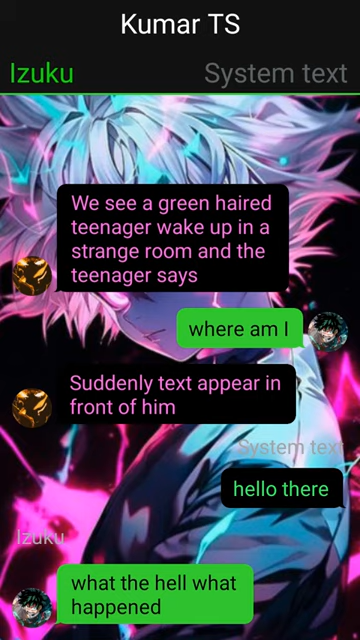 Kumar TS
Izuku System text
We see a green haired
teenager wake up in a
strange room and the
teenager says
where am I
Suddenly text appear in
front of him
System text
hello there
Izuku
what the hell what
happened